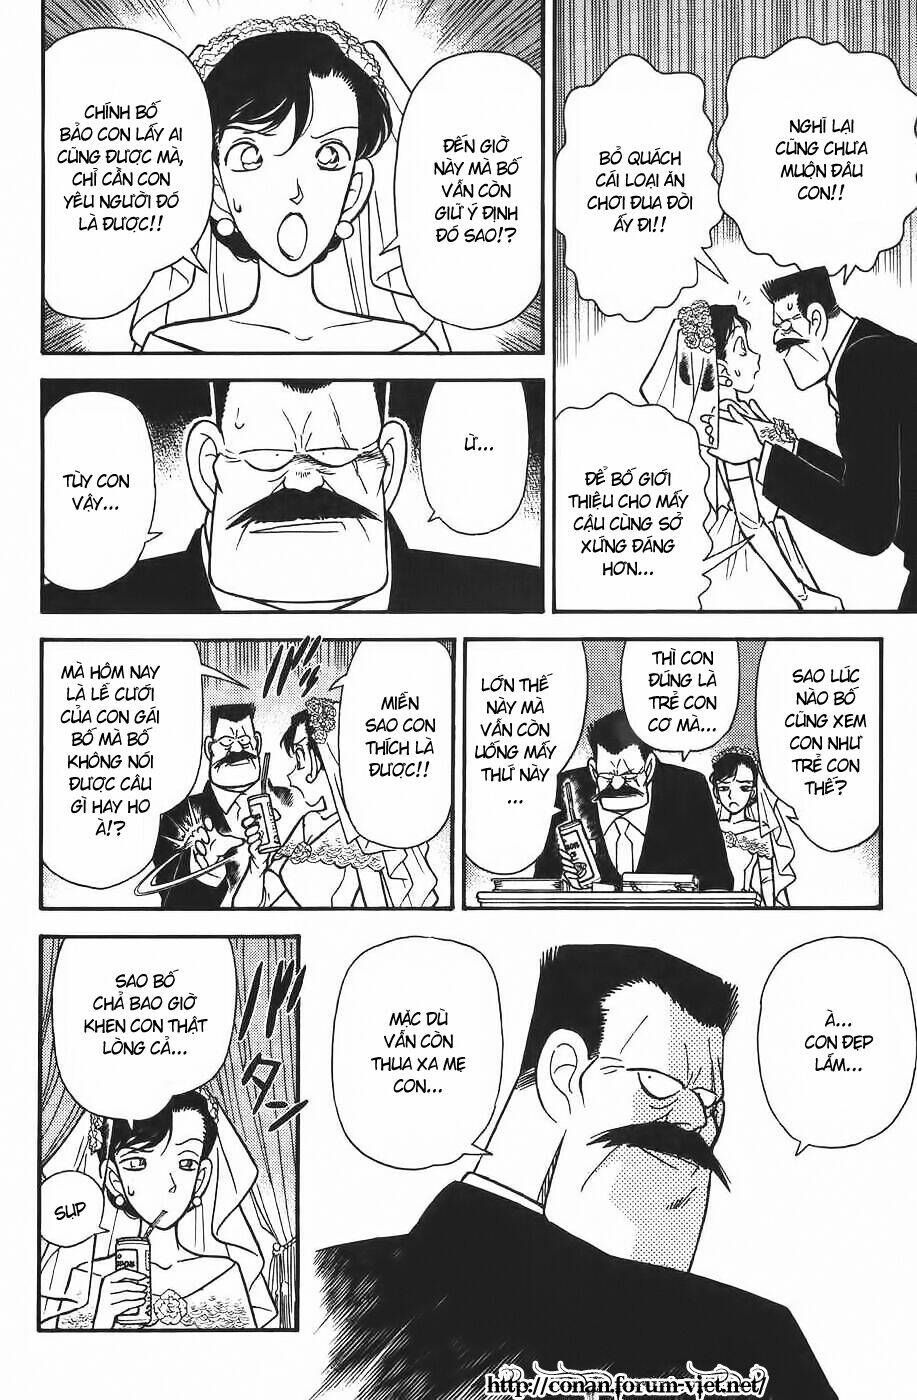 NGHĨ LẠI
CŨNG CHƯA
MUỘN ĐÂU
CON!!
BỎ QUÁCH
CÁI LOẠI ĂN
CHƠI ĐUA ĐÒI
ẤY ĐI!!
ĐỂ BỐ GIỚI
THIỆU CHO MẤY
CẬU CÙNG SỞ
XỨNG ĐÁNG
HƠN...
ĐẾN GIỜ
NÀY MÀ BỐ
VẪN CÒN
GIỮ Ý ĐỊNH
ĐÓ SAO!?
CHÍNH BỐ
BẢO CON LẤY AI
CŨNG ĐƯỢC MÀ,
CHỈ CẦN CON
YÊU NGƯỜI ĐÓ
LÀ ĐƯỢC!!
Ừ...
TÙY CON
VẬY...
SAO LÚC
NÀO BỐ
CŨNG XEM
CON NHƯ
TRẺ CON
THẾ?
THÌ CON
ĐÚNG LÀ
TRẺ CON
CƠ MÀ...
LỚN THẾ
NÀY MÀ
VẪN CÒN
UỐNG MẤY
THỨ NÀY
...
MIỄN
SAO CON
THÍCH LÀ
ĐƯỢC!!
MÀ HÔM NAY
LÀ LỄ CƯỚI
CỦA CON GÁI
BỐ MÀ BỐ
KHÔNG NÓI
ĐƯỢC CÂU
GÌ HAY HO
À!?
À...
CON ĐẸP
LẮM...
MẶC DÙ
VẪN CÒN
THUA XA MẸ
CON...
SAO BỐ
CHẢ BAO GIỜ
KHEN CON THẬT
LÒNG CẢ...
SỤP
http://conan.forum-viet.net/